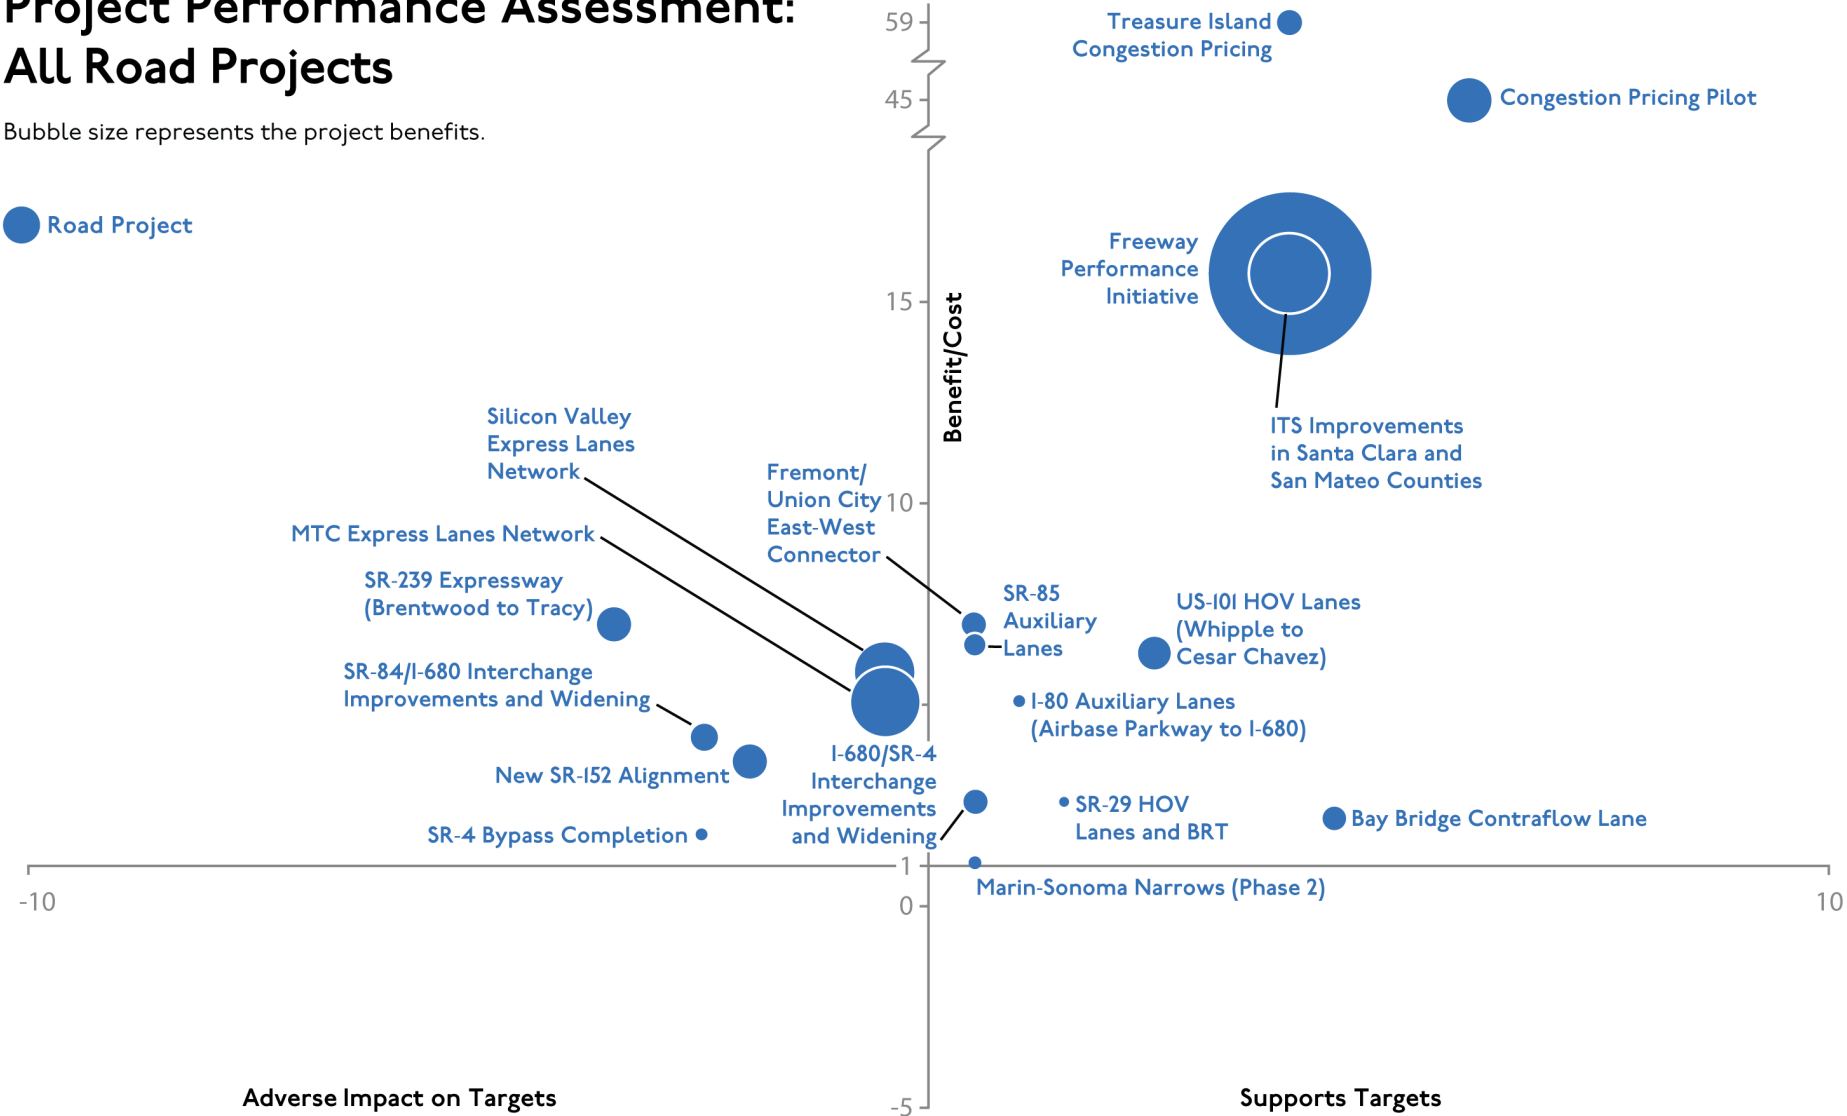 Project Performance Assessment:
All Road Projects
Bubble size represents the project benefits.
Road Project
59
45
15
10
1
0
-5
-10
10
Benefit/Cost
Treasure Island
Congestion Pricing
Congestion Pricing Pilot
Freeway
Performance
Initiative
ITS Improvements
in Santa Clara and
San Mateo Counties
Silicon Valley
Express Lanes
Network
MTC Express Lanes Network
Fremont/
Union City
East-West
Connector
SR-239 Expressway
(Brentwood to Tracy)
SR-85
Auxiliary
Lanes
US-101 HOV Lanes
(Whipple to
Cesar Chavez)
SR-84/I-680 Interchange
Improvements and Widening
I-80 Auxiliary Lanes
(Airbase Parkway to I-680)
New SR-152 Alignment
I-680/SR-4
Interchange
Improvements
and Widening
SR-29 HOV
Lanes and BRT
Bay Bridge Contraflow Lane
SR-4 Bypass Completion
Marin-Sonoma Narrows (Phase 2)
Adverse Impact on Targets
Supports Targets